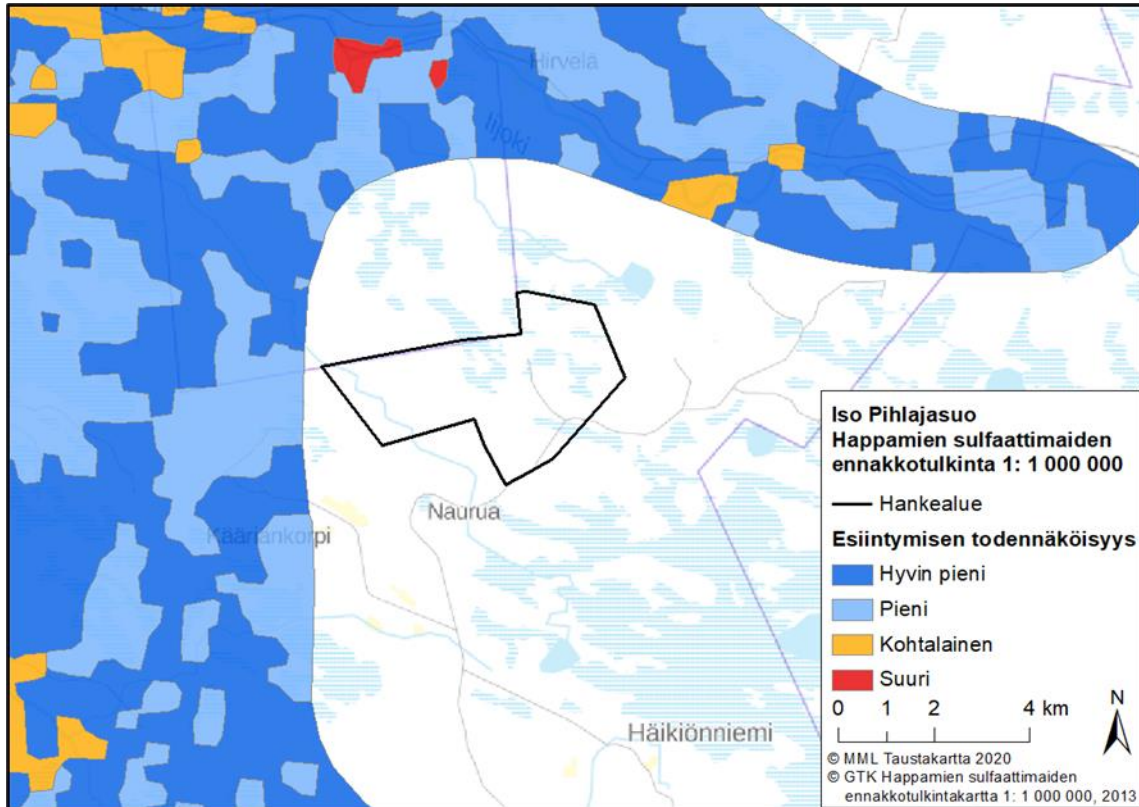 Hirvelä
Iijoki
Naurua
Kääriänkorpi
Häikiönniemi
Iso Pihlajasuo
Happamien sulfaattimaiden
ennakkotulkinta 1: 1 000 000
Hankealue
Esiintymisen todennäköisyys
Hyvin pieni
Pieni
Kohtalainen
Suuri
0 1 2 4 km
N
© MML Taustakartta 2020
© GTK Happamien sulfaattimaiden
ennakkotulkintakartta 1: 1 000 000, 2013